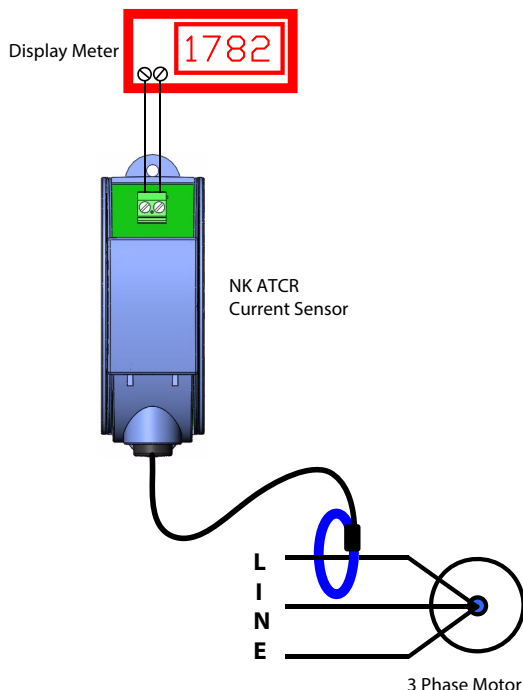 1782
Display Meter
NK ATCR
Current Sensor
L
I
N
E
3 Phase Motor